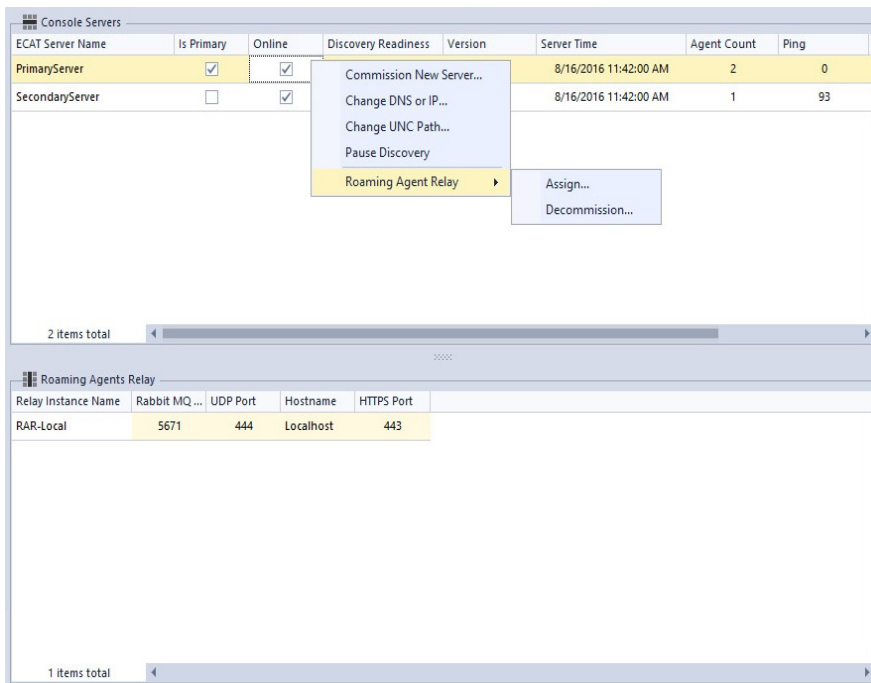 Console Servers
ECAT Server Name Is Primary Online Discovery Readiness Version Server Time Agent Count Ping
PrimaryServer 8/16/2016 11:42:00 AM 2 0
SecondaryServer 8/16/2016 11:42:00 AM 1 93
Commission New Server...
Change DNS or IP...
Change UNC Path...
Pause Discovery
Roaming Agent Relay
Assign...
Decommission...
2 items total
Roaming Agents Relay
Relay Instance Name Rabbit MQ ... UDP Port Hostname HTTPS Port
RAR-Local 5671 444 Localhost 443
1 items total